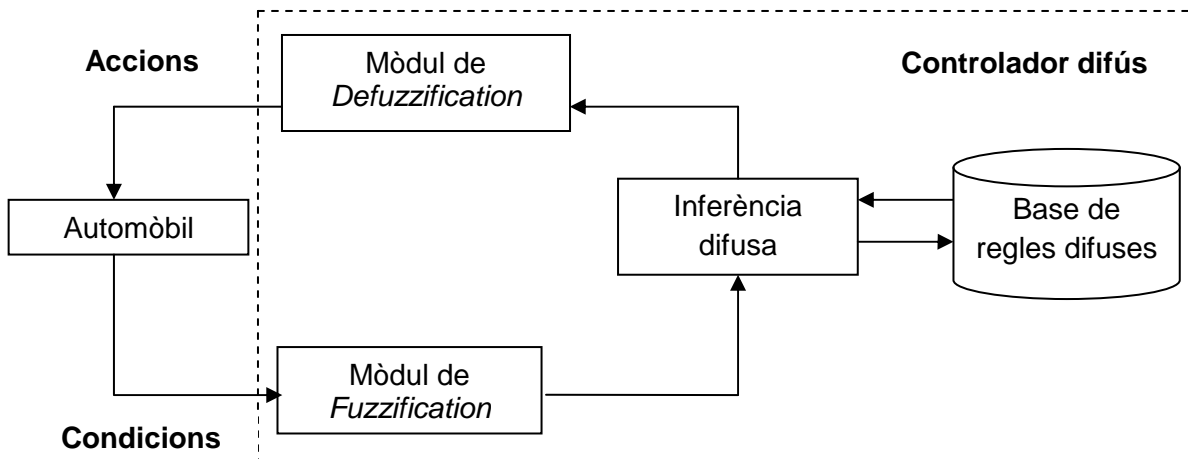 Accions
Mòdul de
Defuzzification
Controlador difús
Automòbil
Inferència
difusa
Base de
regles difuses
Mòdul de
Fuzzification
Condicions